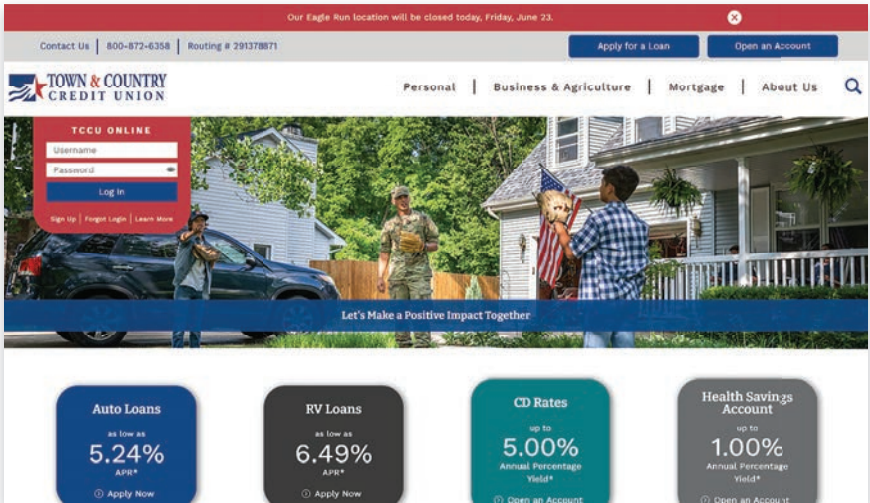 Our Eagle Run location will be closed today, Friday, June 23.
Contact Us | 800-872-6358 | Routing # 291378871
Apply for a Loan
Open an Account
TOWN & COUNTRY
CREDIT UNION
Personal | Business & Agriculture | Mortgage | About Us
TCCU ONLINE
Username
Password
Log In
Sign Up | Forgot Login | Learn More
Let's Make a Positive Impact Together
Auto Loans
as low as
5.24%
APR*
Apply Now
RV Loans
as low as
6.49%
APR*
Apply Now
CD Rates
up to
5.00%
Annual Percentage
Yield*
Open an Account
Health Savings
Account
up to
1.00%
Annual Percentage
Yield*
Open an Account